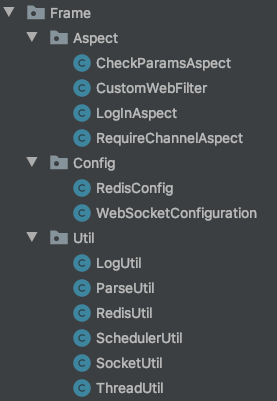 Frame
Aspect
CheckParamsAspect
CustomWebFilter
LogInAspect
RequireChannelAspect
Config
RedisConfig
WebSocketConfiguration
Util
LogUtil
ParseUtil
RedisUtil
SchedulerUtil
SocketUtil
ThreadUtil